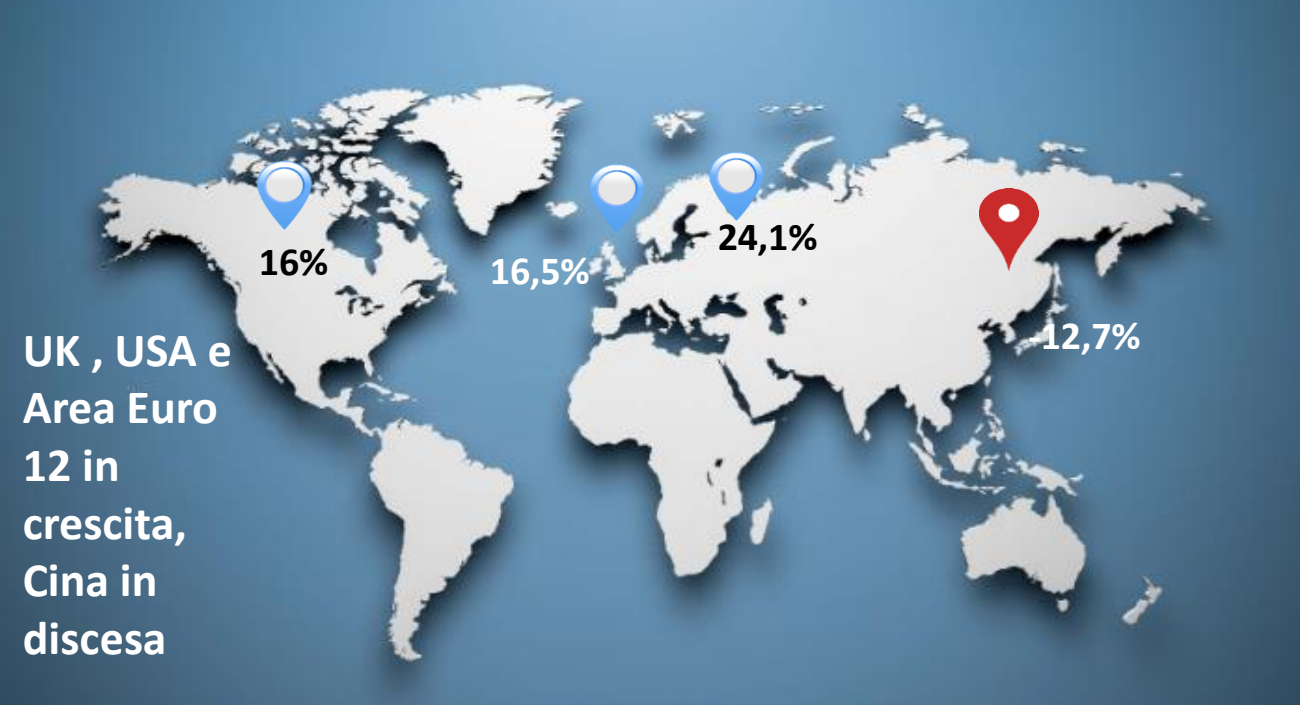 16%
16,5%
24,1%
-12,7%
UK , USA e
Area Euro
12 in
crescita,
Cina in
discesa